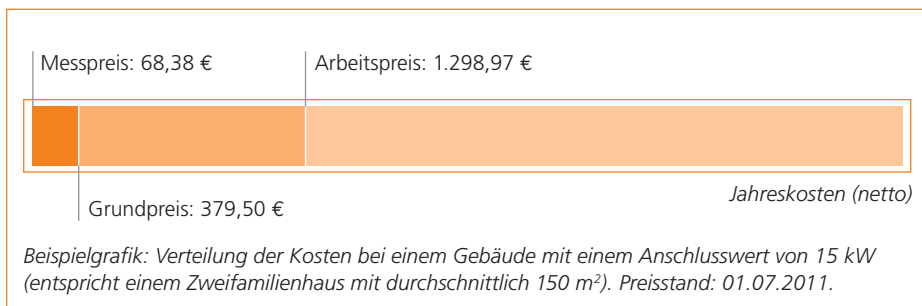 Messpreis: 68,38 €
Arbeitspreis: 1.298,97 €
Grundpreis: 379,50 €
Jahreskosten (netto)
Beispielgrafik: Verteilung der Kosten bei einem Gebäude mit einem Anschlusswert von 15 kW
(entspricht einem Zweifamilienhaus mit durchschnittlich 150 m²). Preisstand: 01.07.2011.